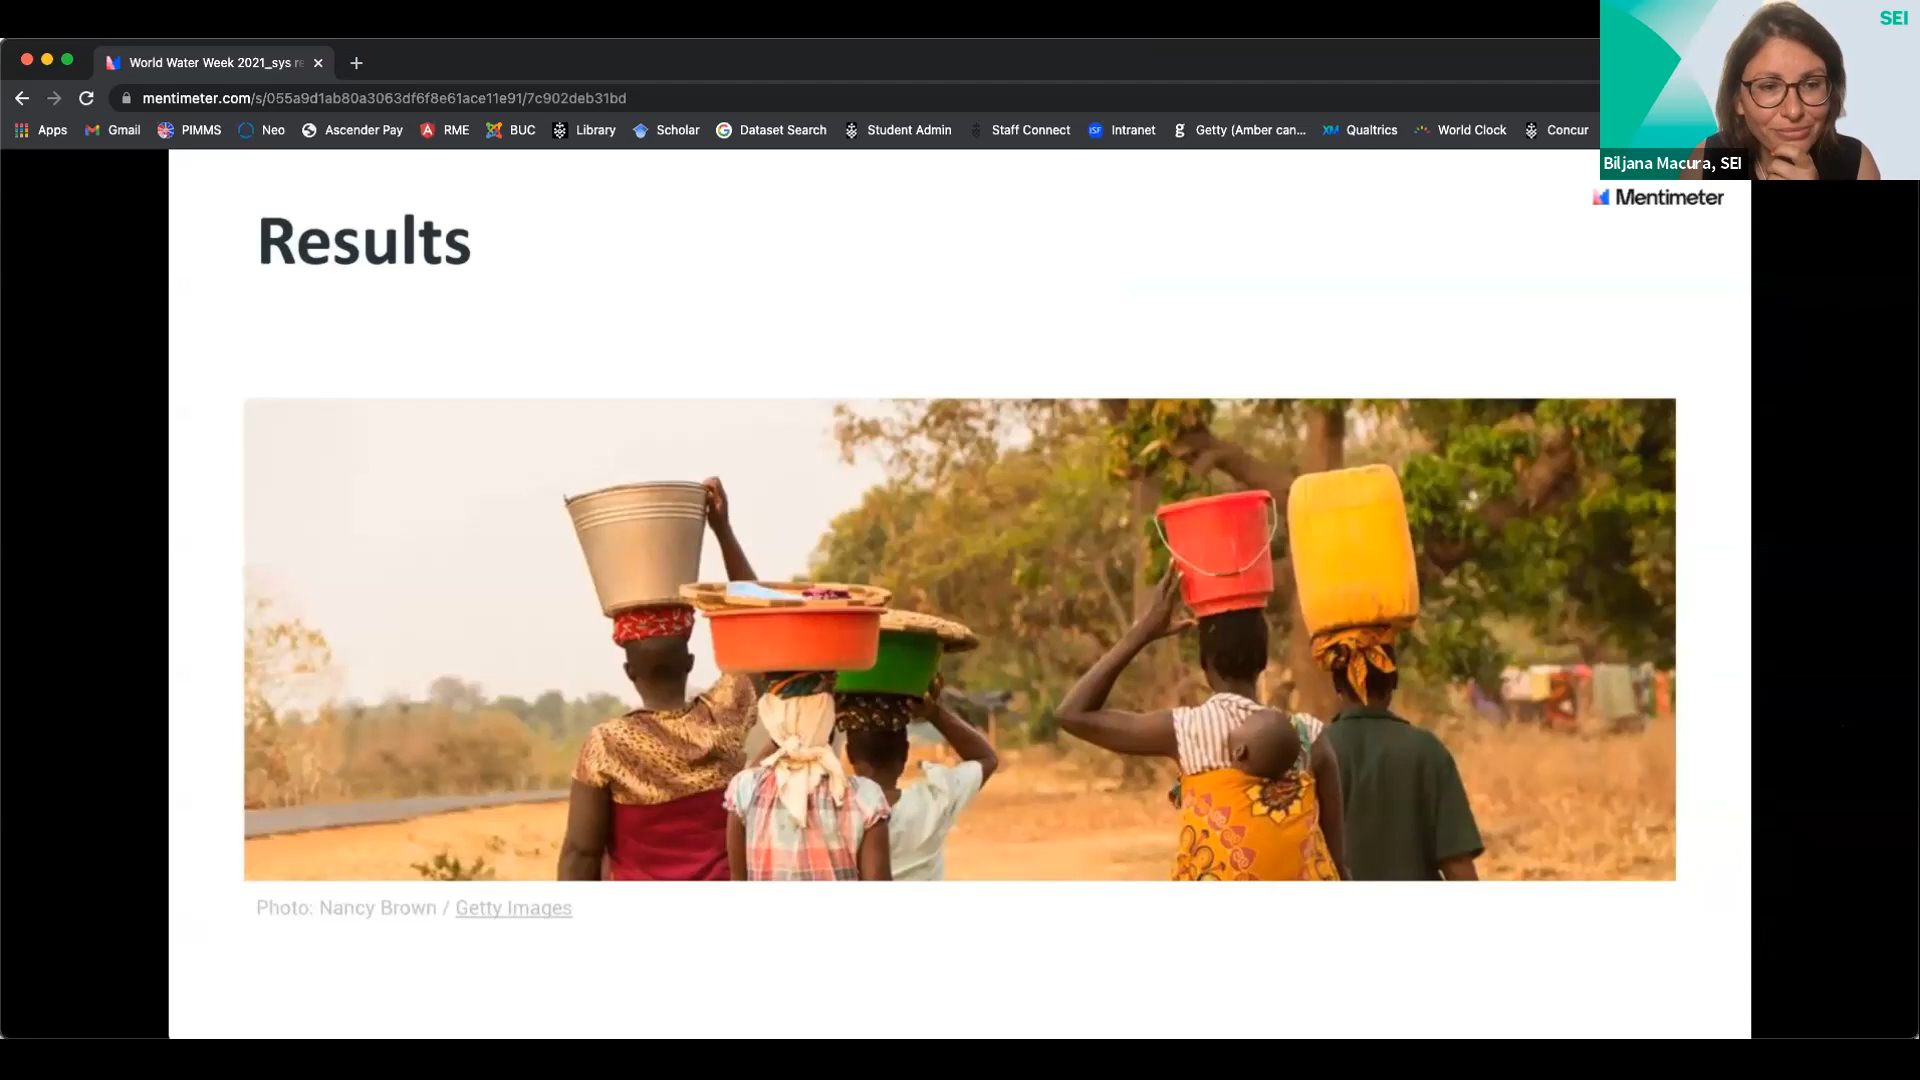 SEI
World Water Week 2021_sys re
mentimeter.com/s/055a9d1ab80a3063df6f8e61ace11e91/7c902deb31bd
Apps Gmail PIMMS Neo Ascender Pay RME BUC Library Scholar Dataset Search Student Admin Staff Connect Intranet Getty (Amber can... Qualtrics World Clock Concur
Biljana Macura, SEI
Mentimeter
Results
Photo: Nancy Brown / Getty Images